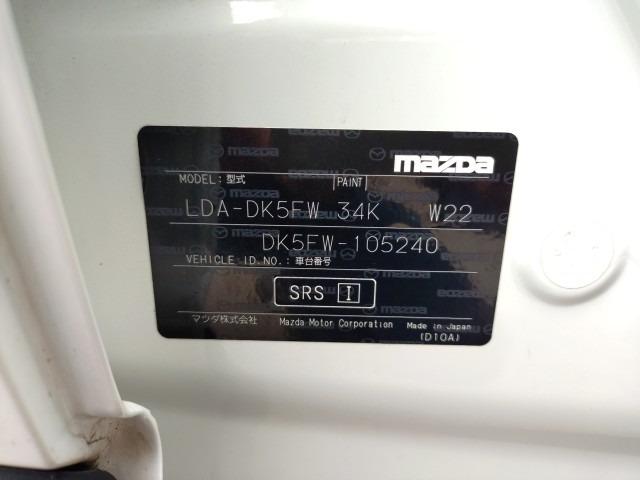 mazda
MODEL: 型式 PAINT
LDA-DK5FW 34K W22
DK5FW-105240
VEHICLE ID.NO.: 車台番号
SRS I
マツダ株式会社 Mazda Motor Corporation Made in Japan
(D10A)